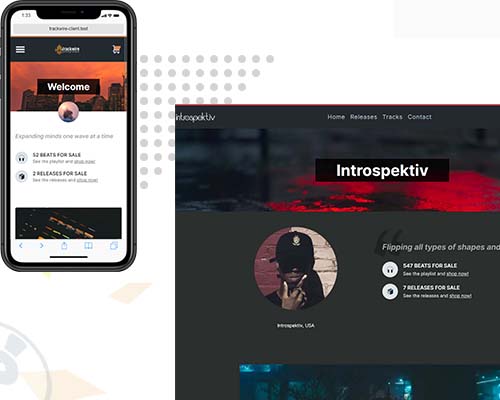 1:33
trackwire-client.test
trackwire
Welcome
Expanding minds one wave at a time
52 BEATS FOR SALE
See the playlist and shop now!
2 RELEASES FOR SALE
See the releases and shop now!
introspektiv
Home Releases Tracks Contact
Introspektiv
Flipping all types of shapes and
547 BEATS FOR SALE
See the playlist and shop now!
7 RELEASES FOR SALE
See the releases and shop now!
Introspektiv, USA